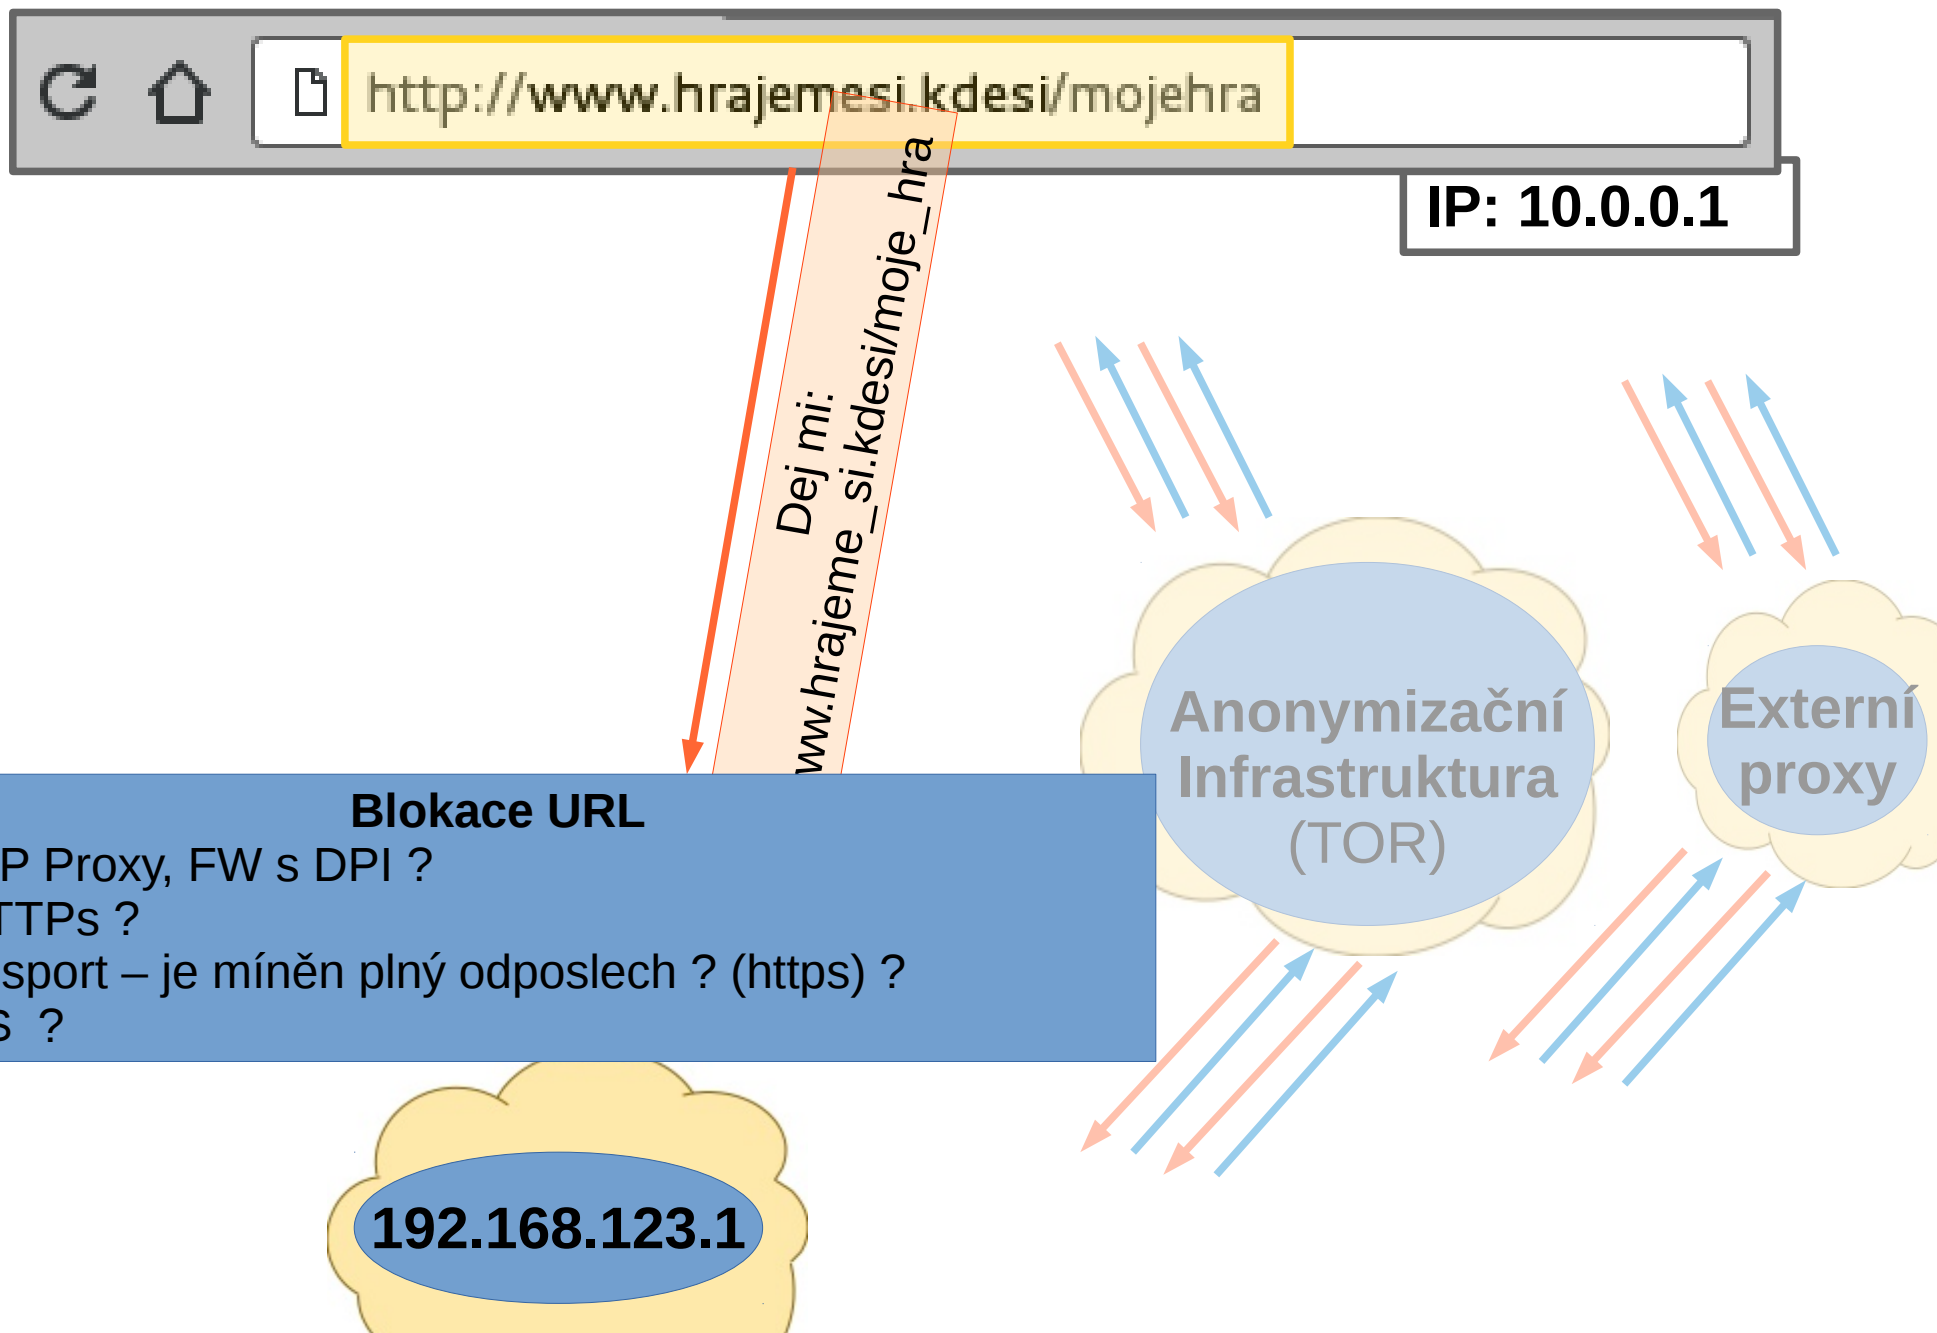 http://www.hrajemesi.kdesi/mojehra
IP: 10.0.0.1
Dej mi:
ww.hrajeme_si.kdesi/moje_hra
Anonymizační
Infrastruktura
(TOR)
Externí
proxy
Blokace URL
P Proxy, FW s DPI ?
TTPs ?
sport – je míněn plný odposlech ? (https) ?
S ?
192.168.123.1